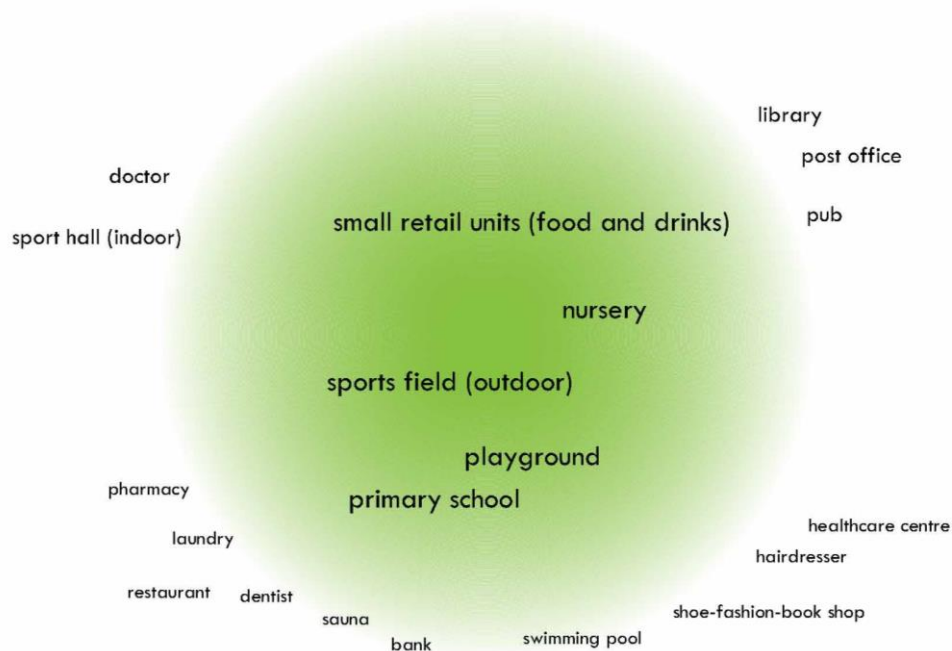 library
post office
doctor
pub
small retail units (food and drinks)
sport hall (indoor)
nursery
sports field (outdoor)
playground
pharmacy
primary school
healthcare centre
laundry
hairdresser
restaurant
dentist
shoe-fashion-book shop
sauna
swimming pool
bank